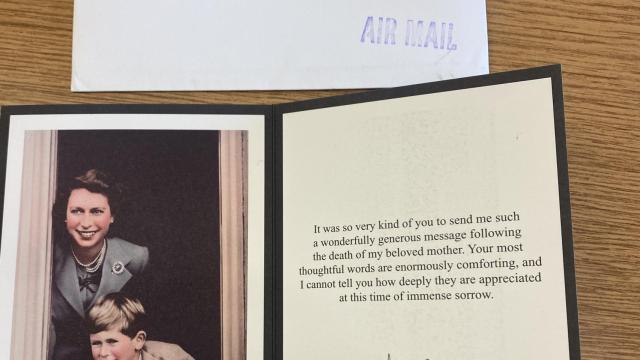 AIR MAIL
It was so very kind of you to send me such
a wonderfully generous message following
the death of my beloved mother. Your most
thoughtful words are enormously comforting, and
I cannot tell you how deeply they are appreciated
at this time of immense sorrow.